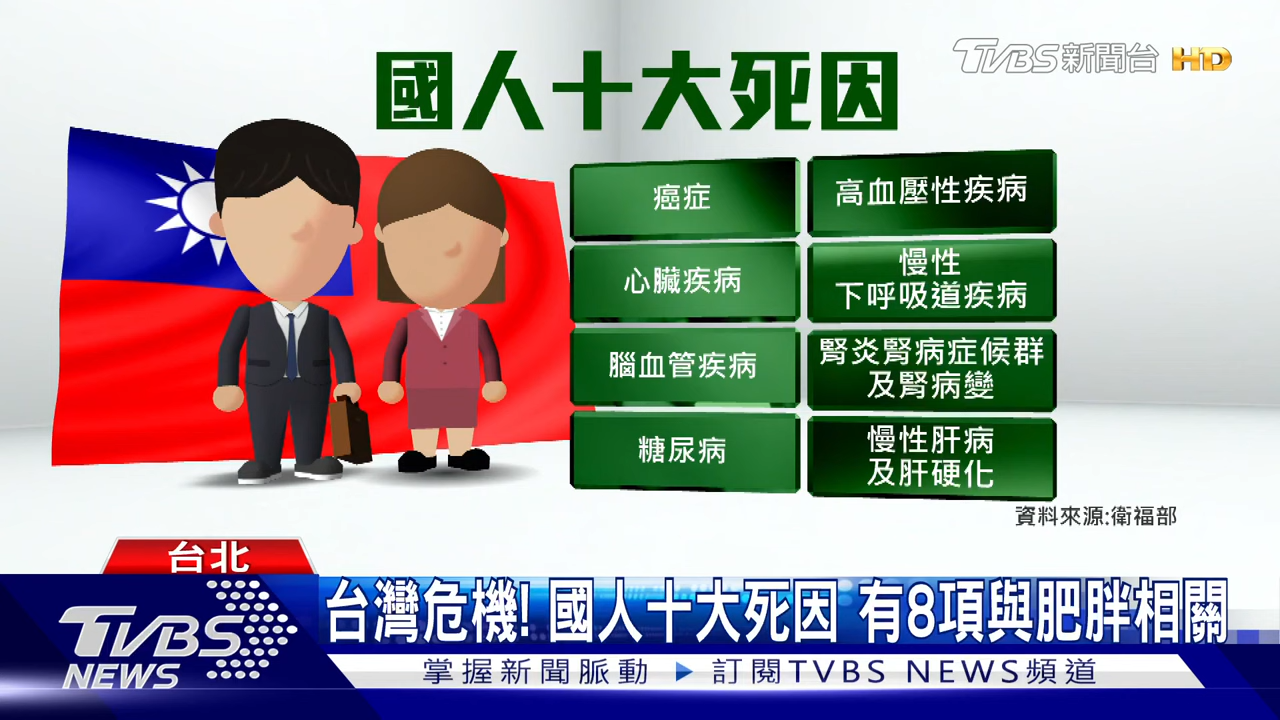 TVBS新聞台 HD
國人十大死因
癌症
高血壓性疾病
心臟疾病
慢性
下呼吸道疾病
腦血管疾病
腎炎腎病症候群
及腎病變
糖尿病
慢性肝病
及肝硬化
資料來源:衛福部
台北
台灣危機! 國人十大死因 有8項與肥胖相關
TVBS
NEWS
掌握新聞脈動 ▶ 訂閱TVBS NEWS頻道